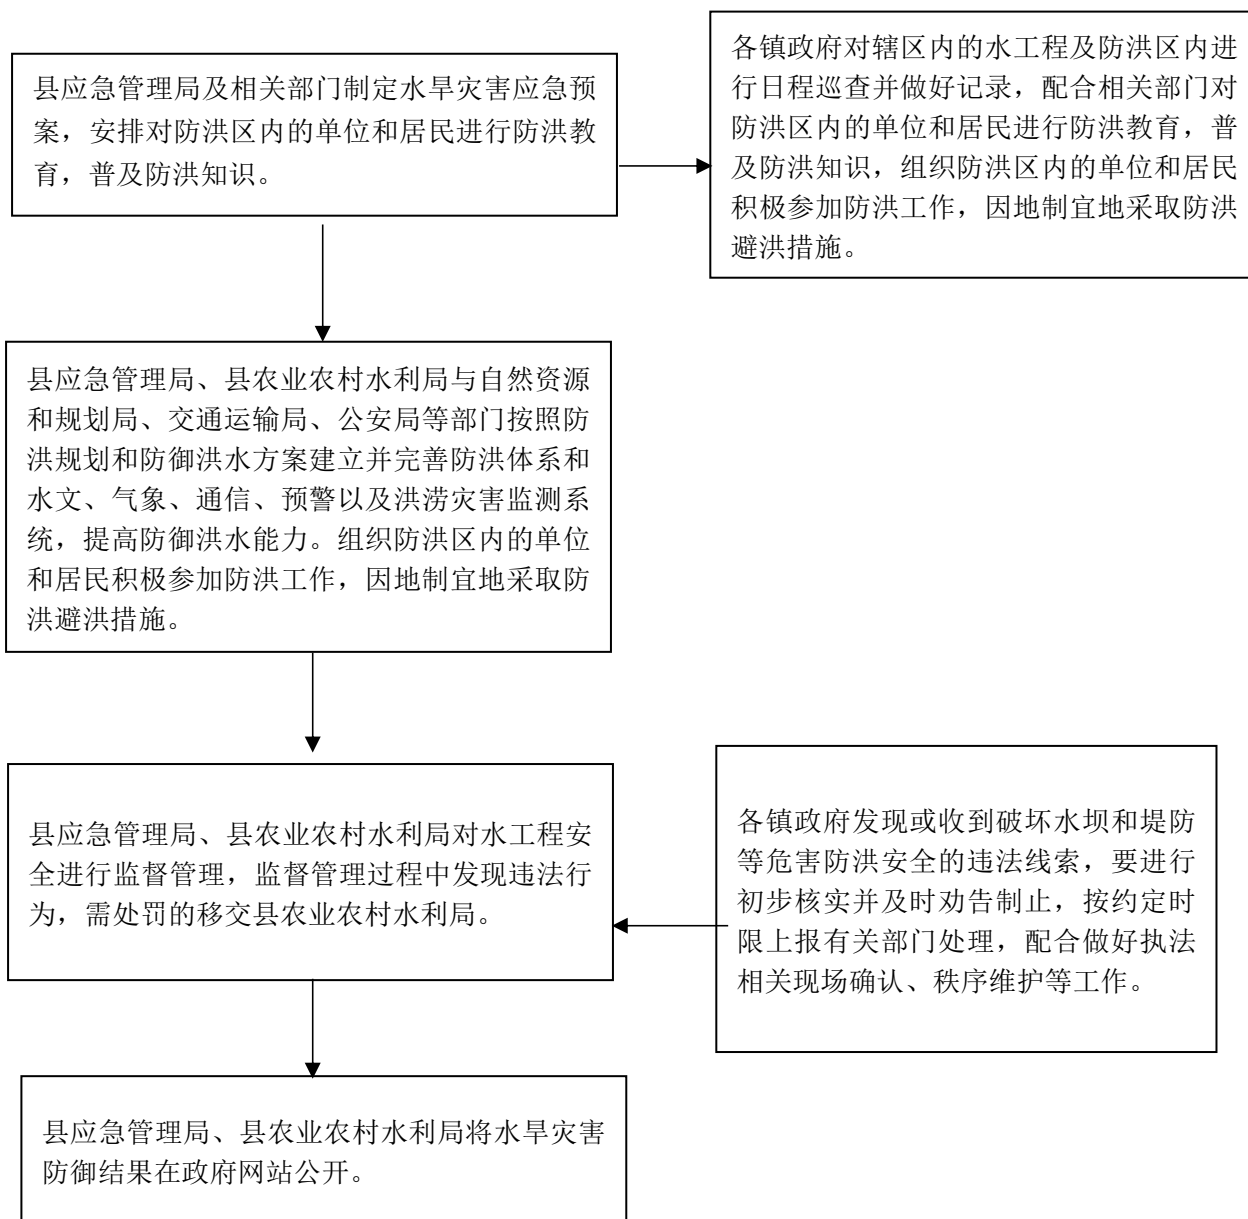 县应急管理局及相关部门制定水旱灾害应急预
案，安排对防洪区内的单位和居民进行防洪教
育，普及防洪知识。
各镇政府对辖区内的水工程及防洪区内进
行日程巡查并做好记录，配合相关部门对
防洪区内的单位和居民进行防洪教育，普
及防洪知识，组织防洪区内的单位和居民
积极参加防洪工作，因地制宜地采取防洪
避洪措施。
县应急管理局、县农业农村水利局与自然资源
和规划局、交通运输局、公安局等部门按照防
洪规划和防御洪水方案建立并完善防洪体系和
水文、气象、通信、预警以及洪涝灾害监测系
统，提高防御洪水能力。组织防洪区内的单位
和居民积极参加防洪工作，因地制宜地采取防
洪避洪措施。
县应急管理局、县农业农村水利局对水工程安
全进行监督管理，监督管理过程中发现违法行
为，需处罚的移交县农业农村水利局。
各镇政府发现或收到破坏水坝和堤防
等危害防洪安全的违法线索，要进行
初步核实并及时劝告制止，按约定时
限上报有关部门处理，配合做好执法
相关现场确认、秩序维护等工作。
县应急管理局、县农业农村水利局将水旱灾害
防御结果在政府网站公开。